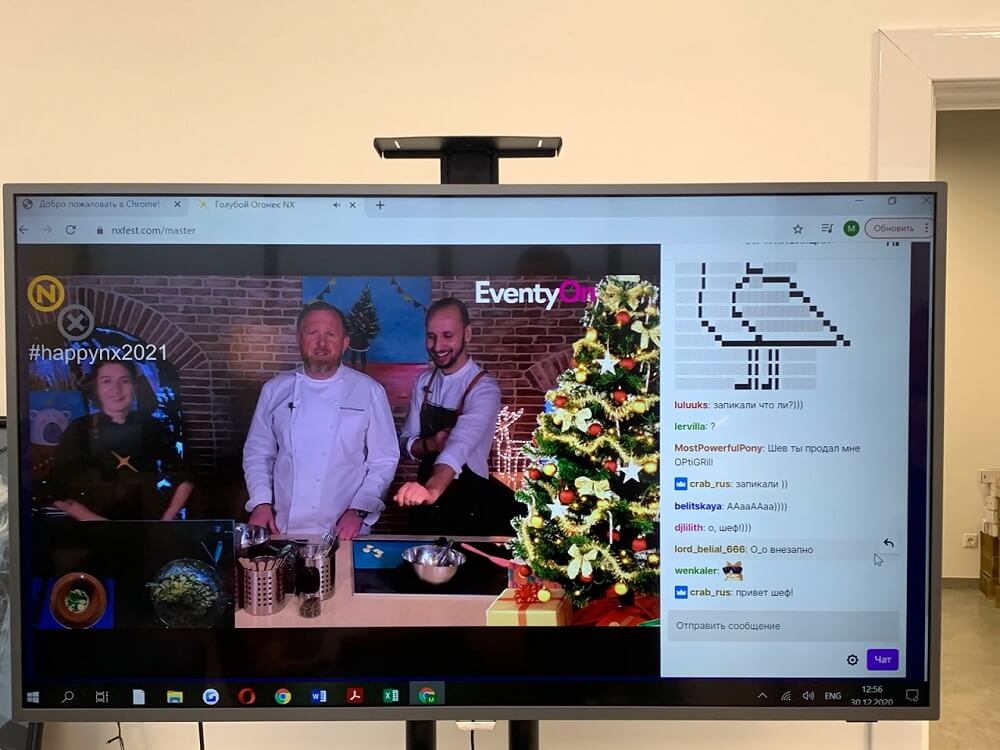 Добро пожаловать в Chrome!
Голубой Огонек NX
nxfest.com/master
Обновить
M
N
EventyOn
#happynx2021
luluuks: запикали что ли?)))
lervilla: ?
MostPowerfulPony: Шев ты продал мне
OPtiGRill
crab_rus: запикали ))
belitskaya: ААааААаа))))
djlilith: о, шеф!)))
lord_belial_666: О_о внезапно
wenkaler:
crab_rus: привет шеф!
Отправить сообщение
Чат
ENG
12:56
30.12.2020